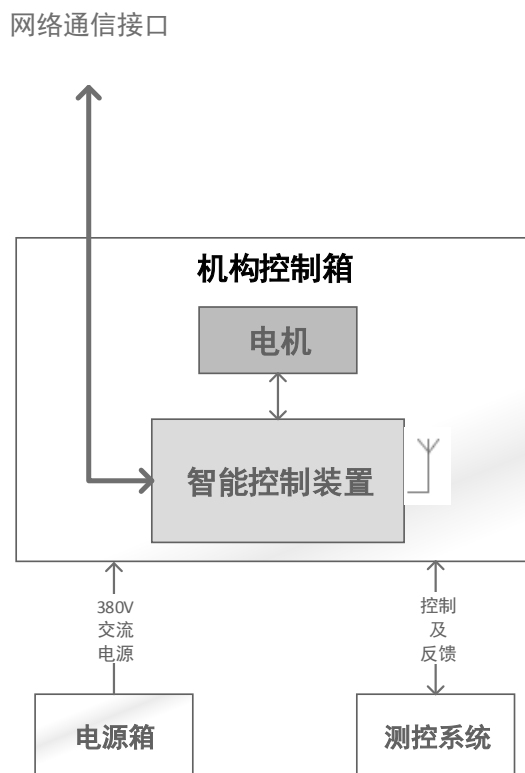 网络通信接口
机构控制箱
电机
智能控制装置
380V
交流
电源
控制
及
反馈
电源箱
测控系统